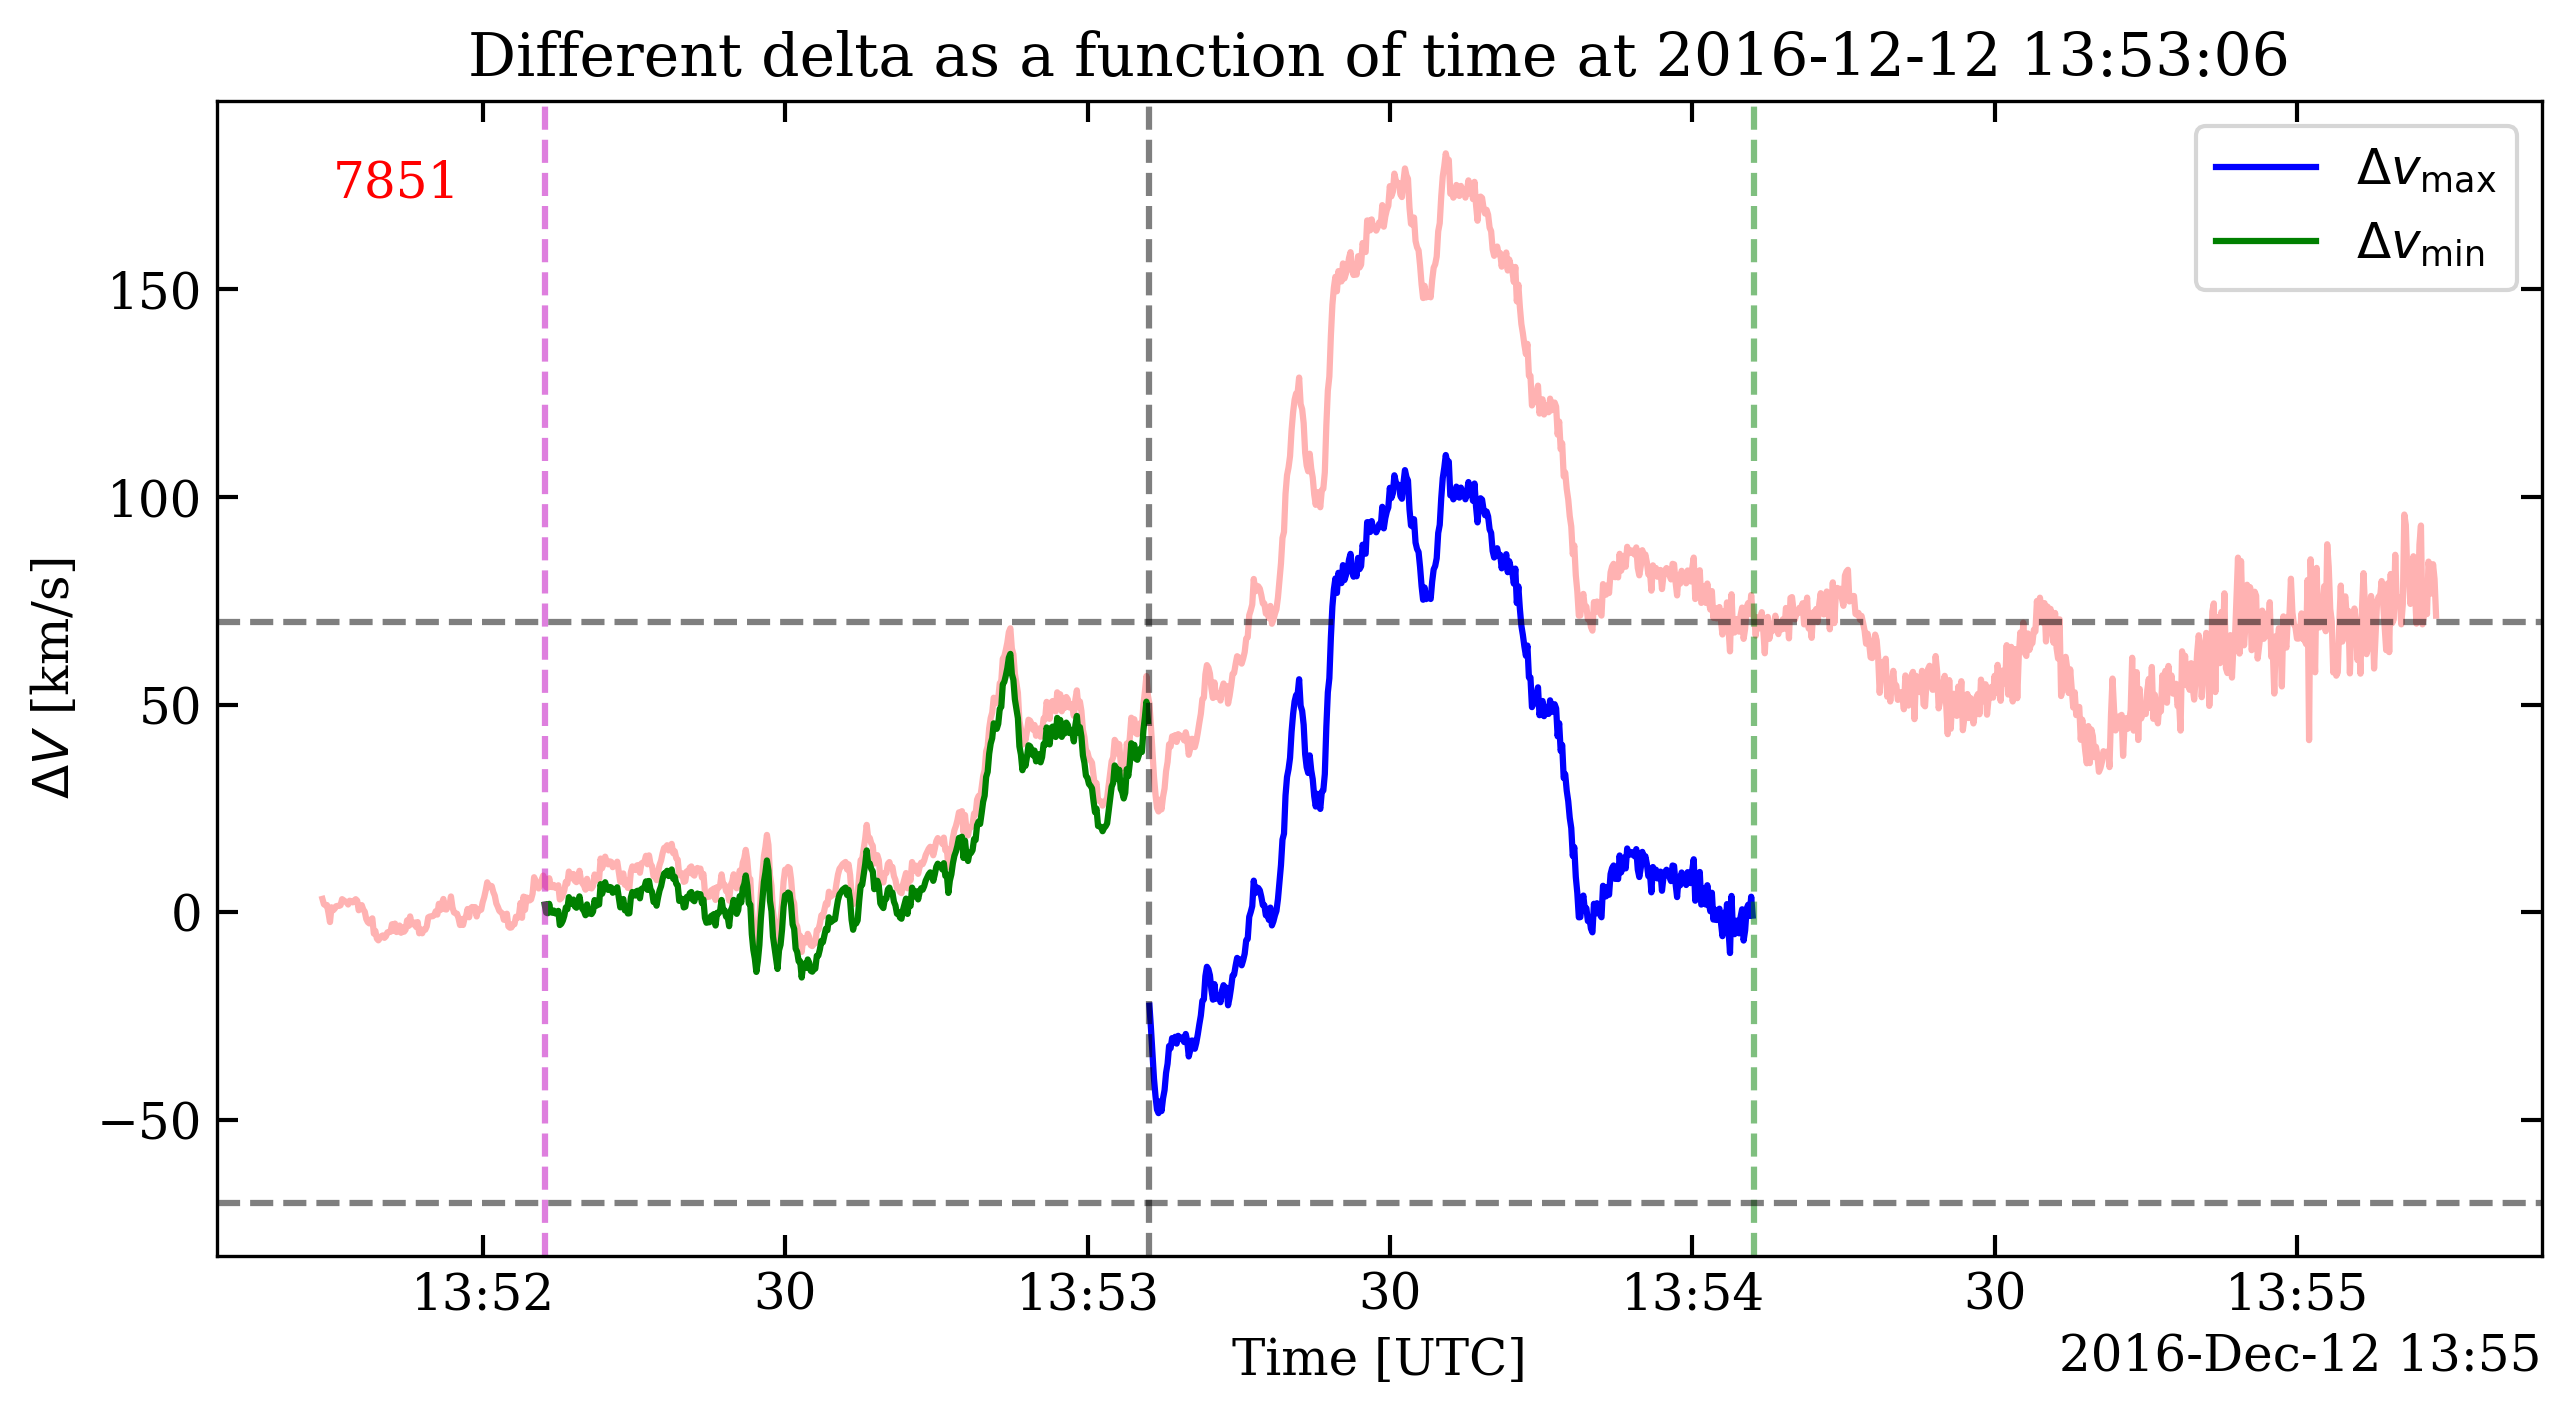 Different delta as a function of time at 2016-12-12 13:53:06
7851
Δv_max
Δv_min
150
100
50
0
−50
ΔV [km/s]
13:52 30 13:53 30 13:54 30 13:55
Time [UTC]
2016-Dec-12 13:55